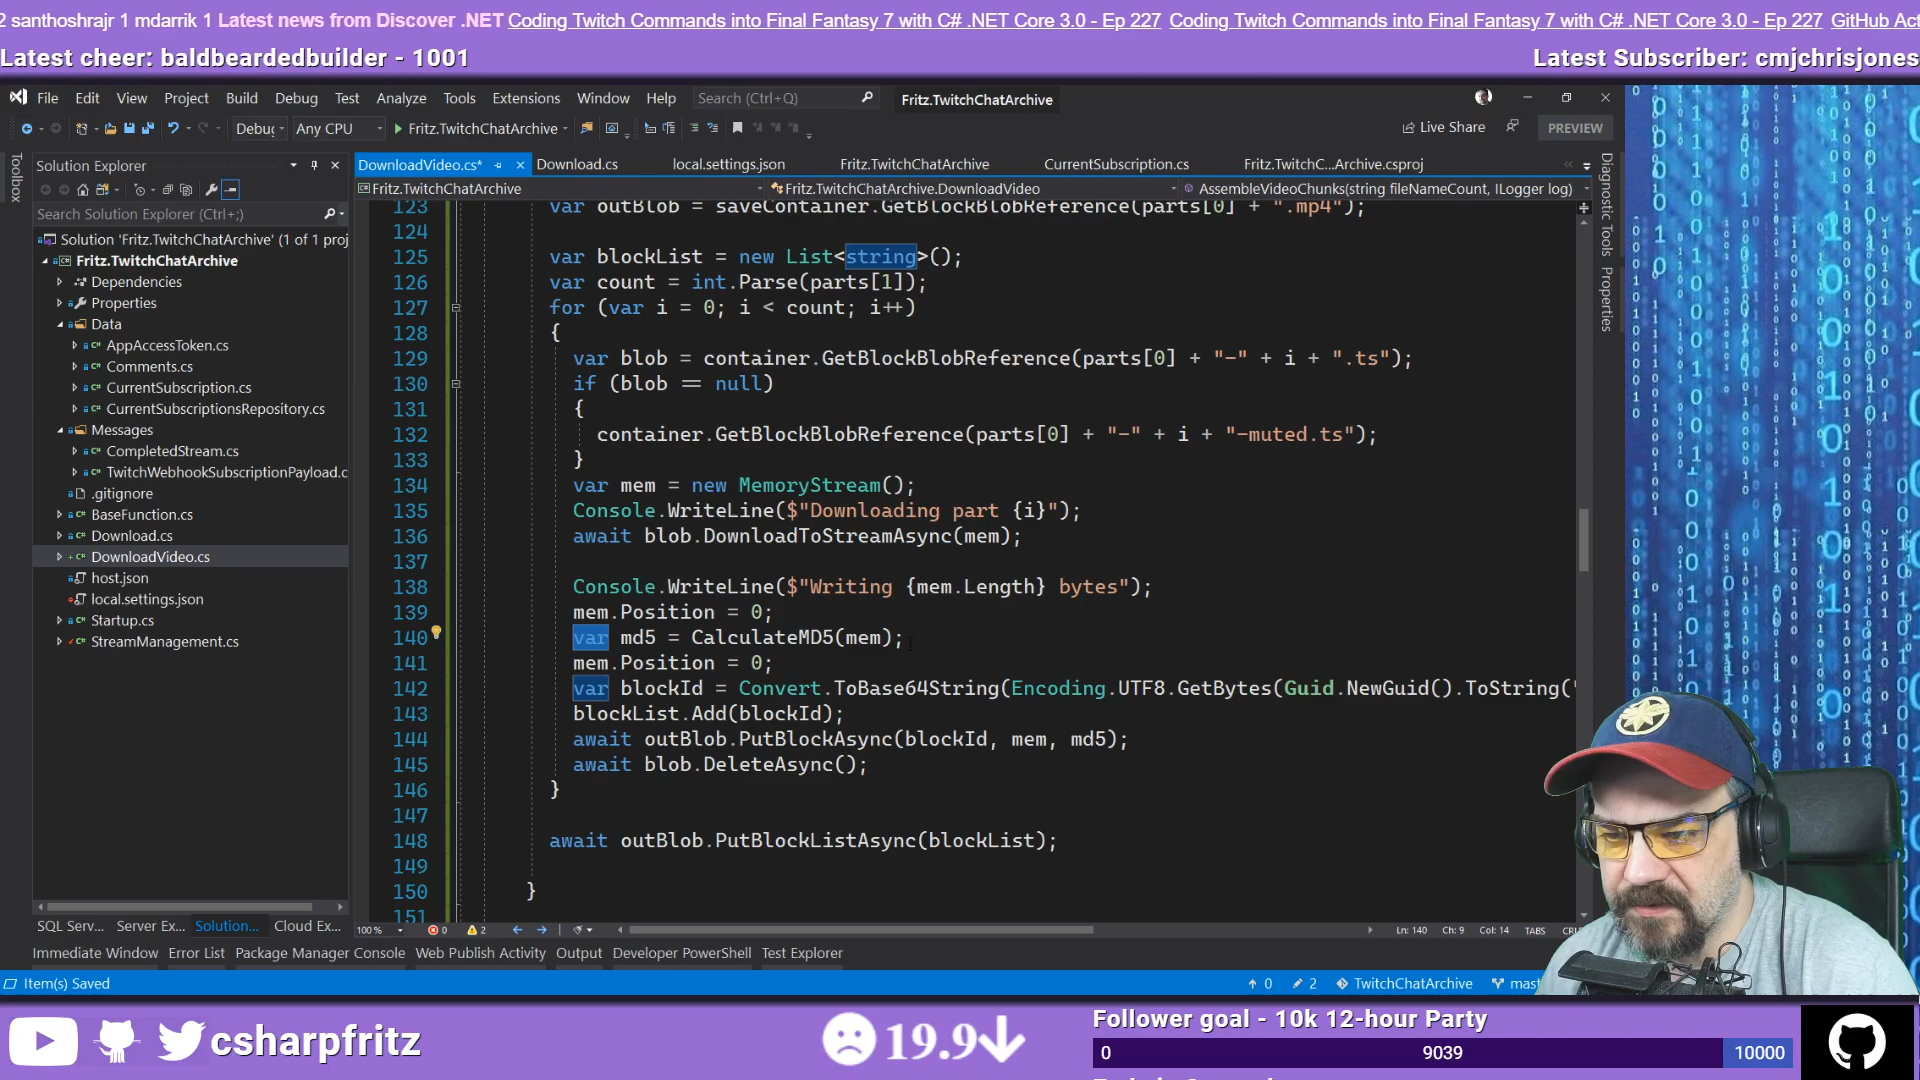 2 santhoshrajr 1 mdarrik 1 Latest news from Discover .NET Coding Twitch Commands into Final Fantasy 7 with C# .NET Core 3.0 - Ep 227 Coding Twitch Commands into Final Fantasy 7 with C# .NET Core 3.0 - Ep 227 GitHub Act
Latest cheer: baldbeardedbuilder - 1001
Latest Subscriber: cmjchrisjones
File Edit View Project Build Debug Test Analyze Tools Extensions Window Help Search (Ctrl+Q) Fritz.TwitchChatArchive
Debug Any CPU Fritz.TwitchChatArchive Live Share PREVIEW
Toolbox
Solution Explorer
DownloadVideo.cs* Download.cs local.settings.json Fritz.TwitchChatArchive CurrentSubscription.cs Fritz.TwitchC...Archive.csproj
Fritz.TwitchChatArchive Fritz.TwitchChatArchive.DownloadVideo AssembleVideoChunks(string fileNameCount, ILogger log)
Search Solution Explorer (Ctrl+;)
Solution 'Fritz.TwitchChatArchive' (1 of 1 proj
Fritz.TwitchChatArchive
Dependencies
Properties
Data
AppAccessToken.cs
Comments.cs
CurrentSubscription.cs
CurrentSubscriptionsRepository.cs
Messages
CompletedStream.cs
TwitchWebhookSubscriptionPayload.c
.gitignore
BaseFunction.cs
Download.cs
DownloadVideo.cs
host.json
local.settings.json
Startup.cs
StreamManagement.cs
123 var outBlob = saveContainer.GetBlockBlobReference(parts[0] + ".mp4");
124
125 var blockList = new List<string>();
126 var count = int.Parse(parts[1]);
127 for (var i = 0; i < count; i++)
128 {
129 var blob = container.GetBlockBlobReference(parts[0] + "-" + i + ".ts");
130 if (blob == null)
131 {
132 container.GetBlockBlobReference(parts[0] + "-" + i + "-muted.ts");
133 }
134 var mem = new MemoryStream();
135 Console.WriteLine($"Downloading part {i}");
136 await blob.DownloadToStreamAsync(mem);
137
138 Console.WriteLine($"Writing {mem.Length} bytes");
139 mem.Position = 0;
140 var md5 = CalculateMD5(mem);
141 mem.Position = 0;
142 var blockId = Convert.ToBase64String(Encoding.UTF8.GetBytes(Guid.NewGuid().ToString("
143 blockList.Add(blockId);
144 await outBlob.PutBlockAsync(blockId, mem, md5);
145 await blob.DeleteAsync();
146 }
147
148 await outBlob.PutBlockListAsync(blockList);
149
150 }
151
Diagnostic Tools
Properties
SQL Serv... Server Ex... Solution... Cloud Ex...
100 % 0 2 Ln: 140 Ch: 9 Col: 14 TABS
Immediate Window Error List Package Manager Console Web Publish Activity Output Developer PowerShell Test Explorer
Item(s) Saved 0 2 TwitchChatArchive
csharpfritz
19.9
Follower goal - 10k 12-hour Party
0 9039 10000